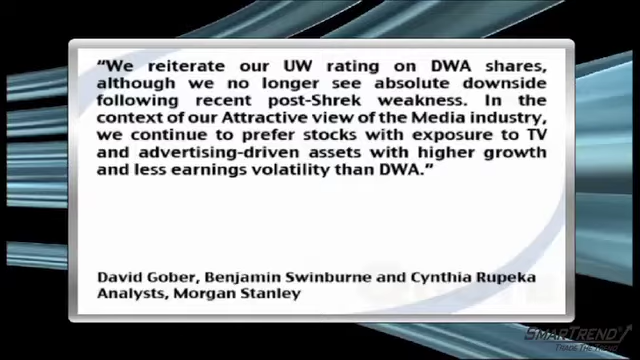 “We reiterate our UW rating on DWA shares,
although we no longer see absolute downside
following recent post-Shrek weakness. In the
context of our Attractive view of the Media industry,
we continue to prefer stocks with exposure to TV
and advertising-driven assets with higher growth
and less earnings volatility than DWA.”
David Gober, Benjamin Swinburne and Cynthia Rupeka
Analysts, Morgan Stanley
SMARTREND
TRADE THE TREND